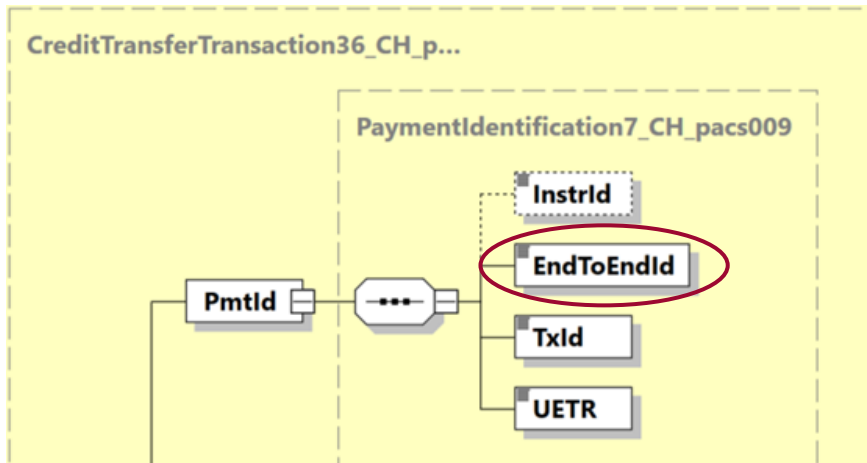 CreditTransferTransaction36_CH_p...
PaymentIdentification7_CH_pacs009
InstrId
EndToEndId
PmtId
TxId
UETR